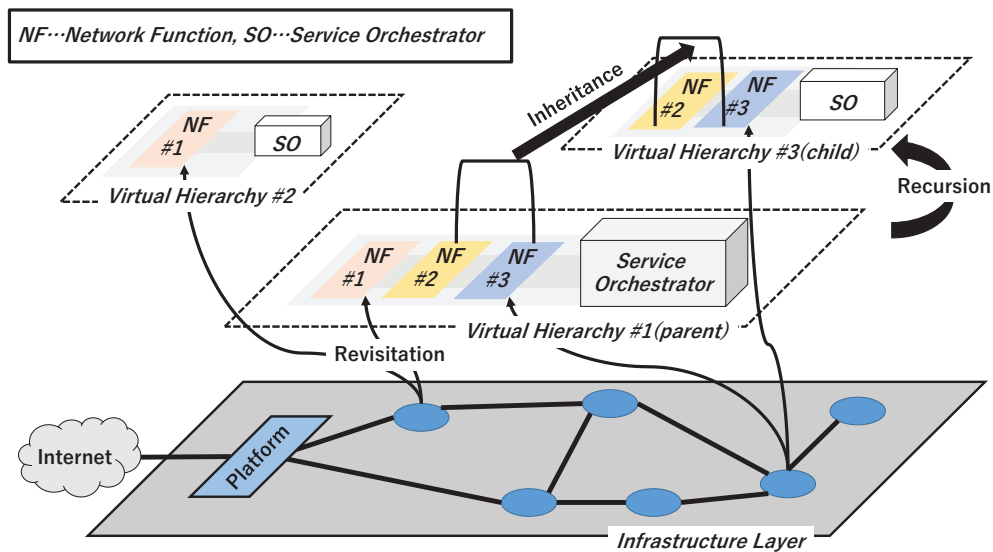 NF…Network Function, SO…Service Orchestrator
Inheritance
NF
#2
NF
#3
SO
Virtual Hierarchy #3(child)
NF
#1
SO
Virtual Hierarchy #2
Recursion
NF
#1
NF
#2
NF
#3
Service
Orchestrator
Virtual Hierarchy #1(parent)
Revisitation
Internet
Platform
Infrastructure Layer